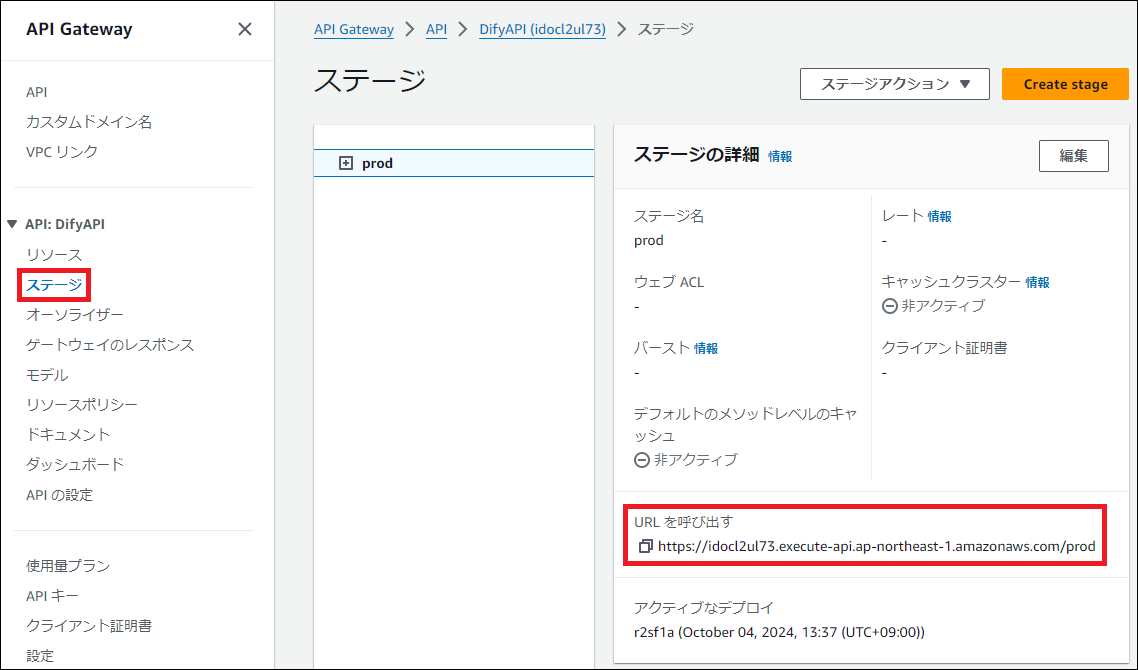 API Gateway
API
カスタムドメイン名
VPC リンク
API: DifyAPI
リソース
ステージ
オーソライザー
ゲートウェイのレスポンス
モデル
リソースポリシー
ドキュメント
ダッシュボード
API の設定
使用量プラン
API キー
クライアント証明書
設定
API Gateway > API > DifyAPI (idocl2ul73) > ステージ
ステージ
ステージアクション ▼
Create stage
prod
ステージの詳細 情報
編集
ステージ名
prod
ウェブ ACL
-
バースト 情報
-
デフォルトのメソッドレベルのキャ
ッシュ
非アクティブ
レート 情報
-
キャッシュクラスター 情報
非アクティブ
クライアント証明書
-
URL を呼び出す
https://idocl2ul73.execute-api.ap-northeast-1.amazonaws.com/prod
アクティブなデプロイ
r2sf1a (October 04, 2024, 13:37 (UTC+09:00))